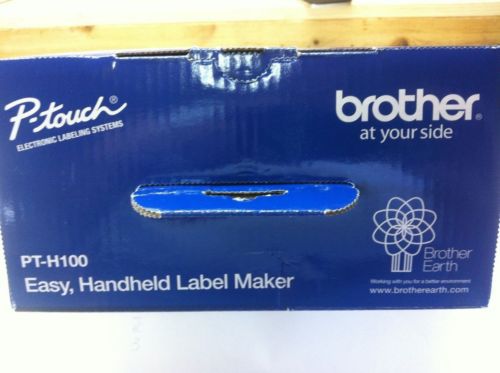 P-touch®
ELECTRONIC LABELING SYSTEMS
brother®
at your side
PT-H100
Easy, Handheld Label Maker
Brother
Earth
Working with you for a better environment
www.brotherearth.com